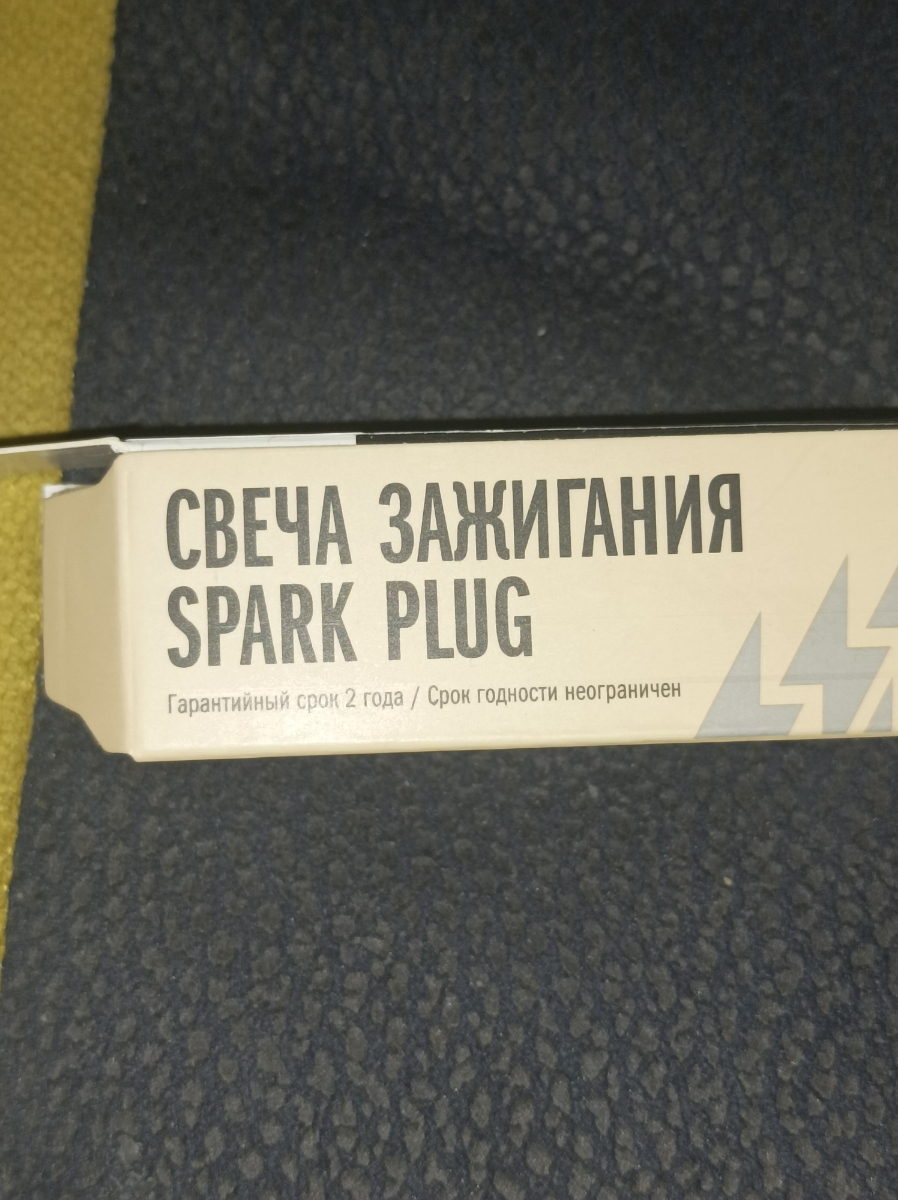 СВЕЧА ЗАЖИГАНИЯ
SPARK PLUG
Гарантийный срок 2 года / Срок годности неограничен